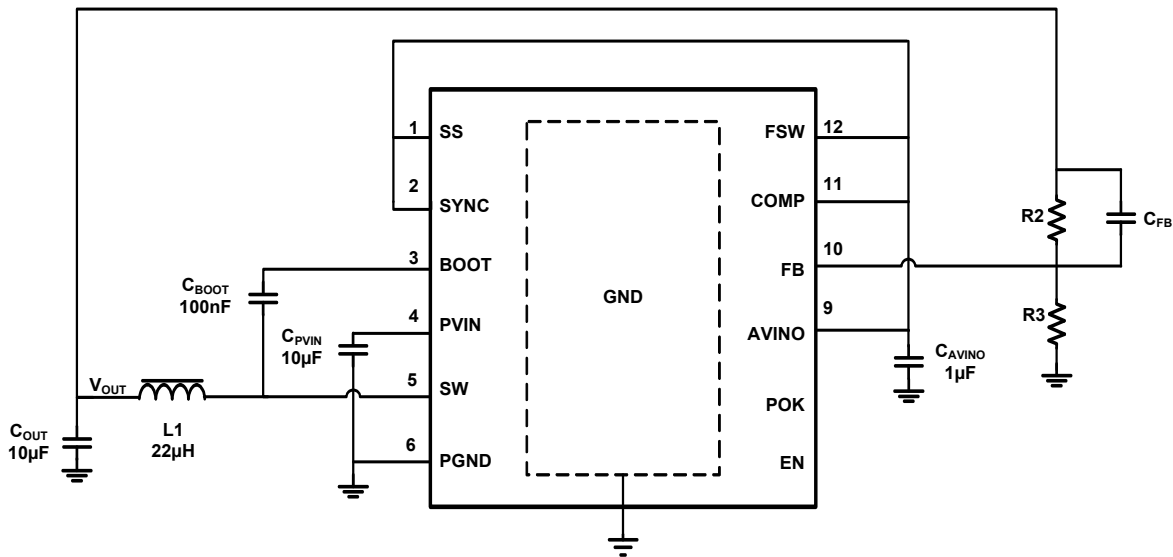 1
SS
2
SYNC
3
BOOT
4
PVIN
5
SW
6
PGND
GND
FSW
12
COMP
11
FB
10
AVINO
9
POK
EN
C_BOOT
100nF
C_PVIN
10µF
V_OUT
L1
22µH
C_OUT
10µF
R2
C_FB
R3
C_AVINO
1µF